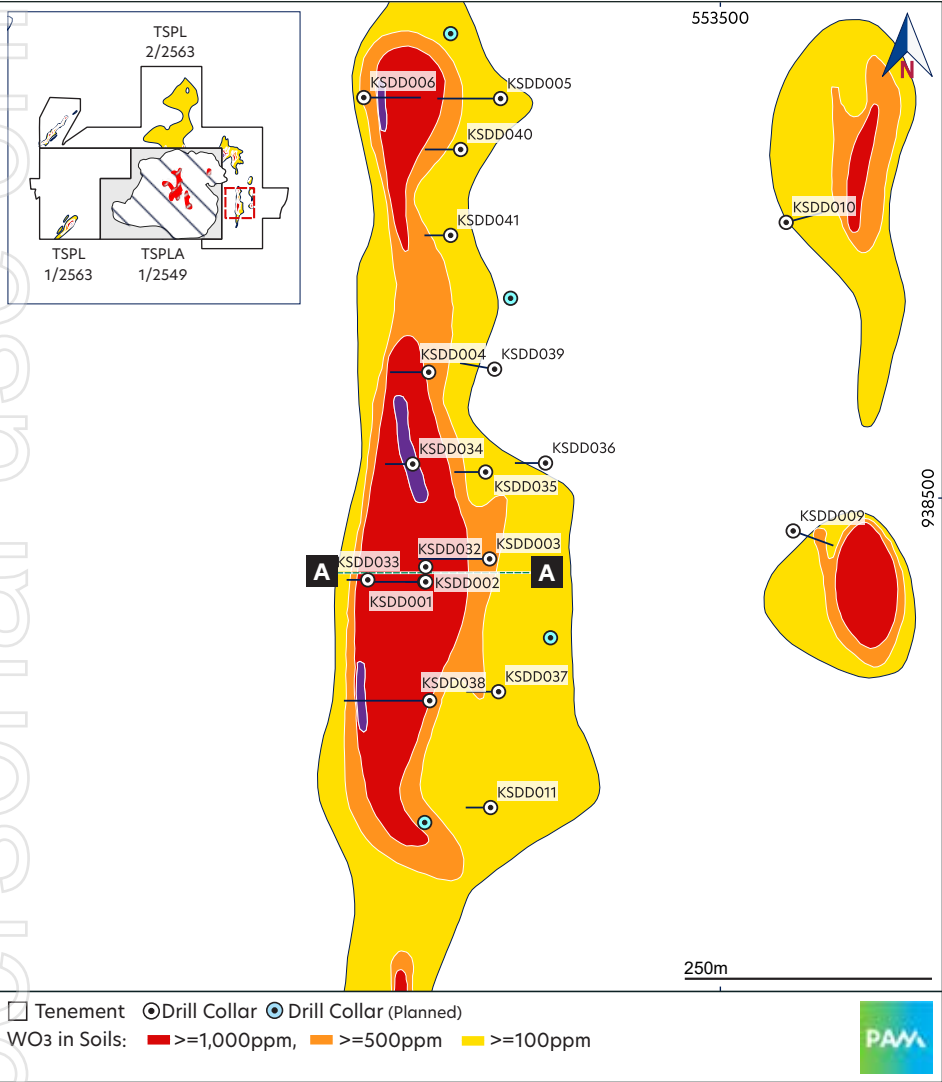 553500
TSPL
2/2563
TSPL
1/2563
TSPLA
1/2549
N
KSDD006
KSDD005
KSDD040
KSDD041
KSDD010
KSDD004
KSDD039
KSDD034
KSDD036
KSDD035
938500
KSDD009
KSDD032
KSDD003
KSDD033
A
A
KSDD002
KSDD001
KSDD038
KSDD037
KSDD011
250m
Tenement Drill Collar Drill Collar (Planned)
WO3 in Soils: >=1,000ppm, >=500ppm >=100ppm
PAM